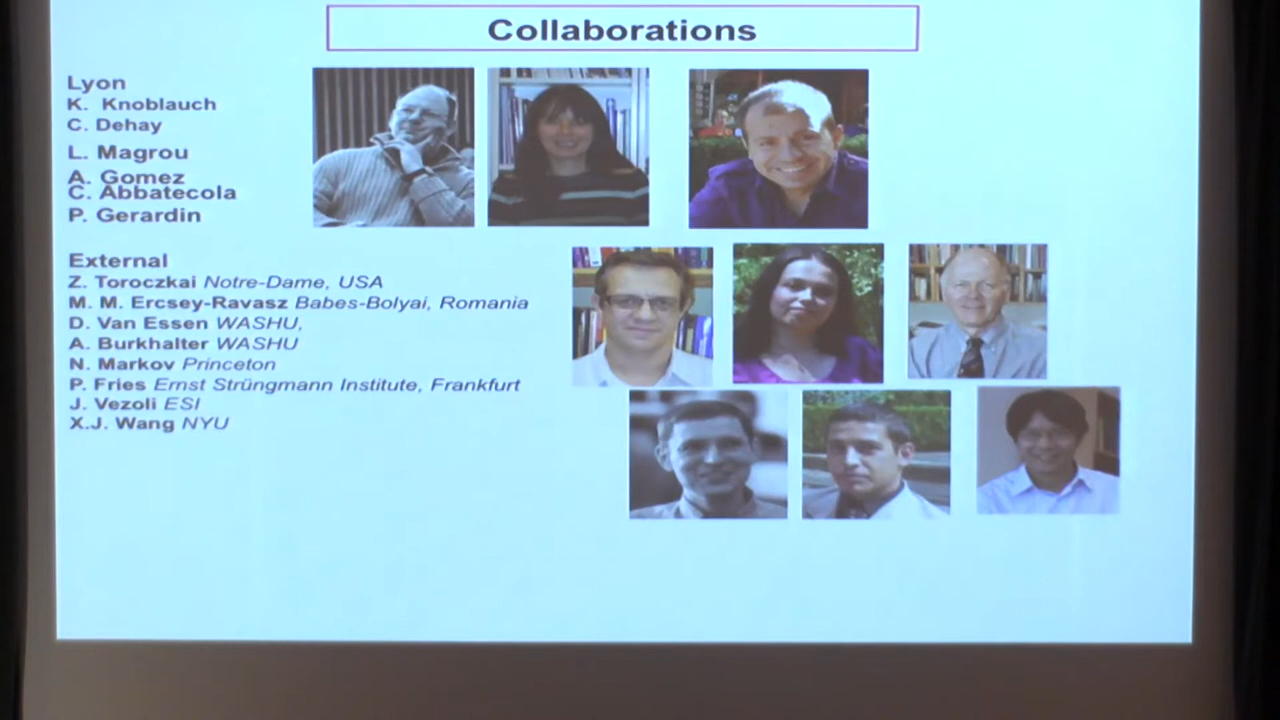 Collaborations
Lyon
K. Knoblauch
C. Dehay
L. Magrou
A. Gomez
C. Abbatecola
P. Gerardin
External
Z. Toroczkai Notre-Dame, USA
M. M. Ercsey-Ravasz Babes-Bolyai, Romania
D. Van Essen WASHU,
A. Burkhalter WASHU
N. Markov Princeton
P. Fries Ernst Strüngmann Institute, Frankfurt
J. Vezoli ESI
X.J. Wang NYU